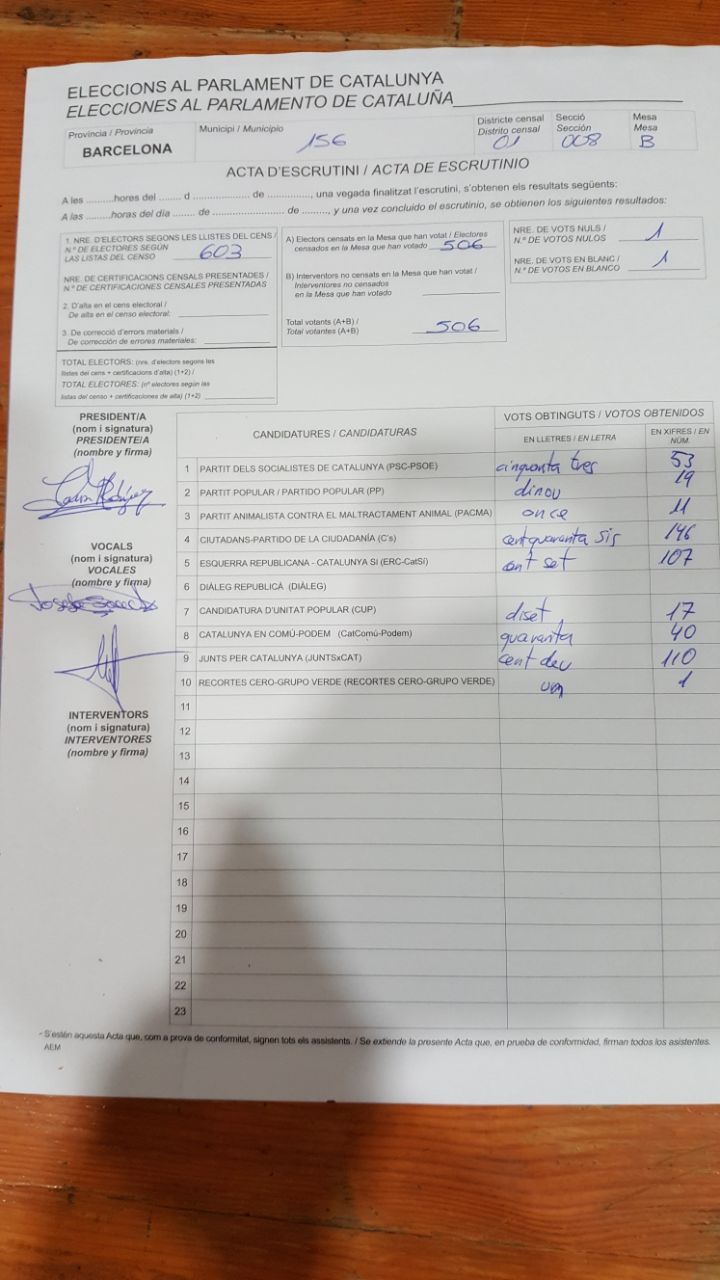 ELECCIONS AL PARLAMENT DE CATALUNYA
ELECCIONES AL PARLAMENTO DE CATALUÑA
Provincia / Provincia
BARCELONA
Municipi / Municipio
156
Districte censal
Distrito censal
01
Secció
Sección
008
Mesa
Mesa
B
ACTA D'ESCRUTINI / ACTA DE ESCRUTINIO
A les ..........hores del ....... d .................... de ..............., una vegada finalitzat l'escrutini, s'obtenen els resultats següents:
A las .........horas del día ........ de ......................... de ........., y una vez concluido el escrutinio, se obtienen los siguientes resultados:
1. NRE. D'ELECTORS SEGONS LES LLISTES DEL CENS /
N.º DE ELECTORES SEGÚN
LAS LISTAS DEL CENSO 603
NRE. DE CERTIFICACIONS CENSALS PRESENTADES /
N.º DE CERTIFICACIONES CENSALES PRESENTADAS
2. D'alta en el cens electoral /
De alta en el censo electoral:
3. De correcció d'errors materials /
De corrección de errores materiales:
TOTAL ELECTORS: (nre. d'electors segons les
llistes del cens + certificacions d'alta) (1+2) /
TOTAL ELECTORES: (nº electores según las
listas del censo + certificaciones de alta) (1+2)
A) Electors censats en la Mesa que han votat / Electores
censados en la Mesa que han votado 506
B) Interventors no censats en la Mesa que han votat /
Interventores no censados
en la Mesa que han votado
Total votants (A+B) /
Total votantes (A+B) 506
NRE. DE VOTS NULS /
N.º DE VOTOS NULOS 1
NRE. DE VOTS EN BLANC /
N.º DE VOTOS EN BLANCO 1
PRESIDENT/A
(nom i signatura)
PRESIDENTE/A
(nombre y firma)
VOCALS
(nom i signatura)
VOCALES
(nombre y firma)
INTERVENTORS
(nom i signatura)
INTERVENTORES
(nombre y firma)
CANDIDATURES / CANDIDATURAS
VOTS OBTINGUTS / VOTOS OBTENIDOS
EN LLETRES / EN LETRA
EN XIFRES / EN NÚM.
1 PARTIT DELS SOCIALISTES DE CATALUNYA (PSC-PSOE) cinquanta tres 53
2 PARTIT POPULAR / PARTIDO POPULAR (PP) dinou 19
3 PARTIT ANIMALISTA CONTRA EL MALTRACTAMENT ANIMAL (PACMA) once 11
4 CIUTADANS-PARTIDO DE LA CIUDADANÍA (C's) cent quaranta sis 146
5 ESQUERRA REPUBLICANA - CATALUNYA SI (ERC-CatSí) cent set 107
6 DIÀLEG REPUBLICÀ (DIÀLEG)
7 CANDIDATURA D'UNITAT POPULAR (CUP) diset 17
8 CATALUNYA EN COMÚ-PODEM (CatComú-Podem) quaranta 40
9 JUNTS PER CATALUNYA (JUNTSxCAT) cent deu 110
10 RECORTES CERO-GRUPO VERDE (RECORTES CERO-GRUPO VERDE) un 1
11
12
13
14
15
16
17
18
19
20
21
22
23
- S'estén aquesta Acta que, com a prova de conformitat, signen tots els assistents. / Se extiende la presente Acta que, en prueba de conformidad, firman todos los asistentes.
AEM